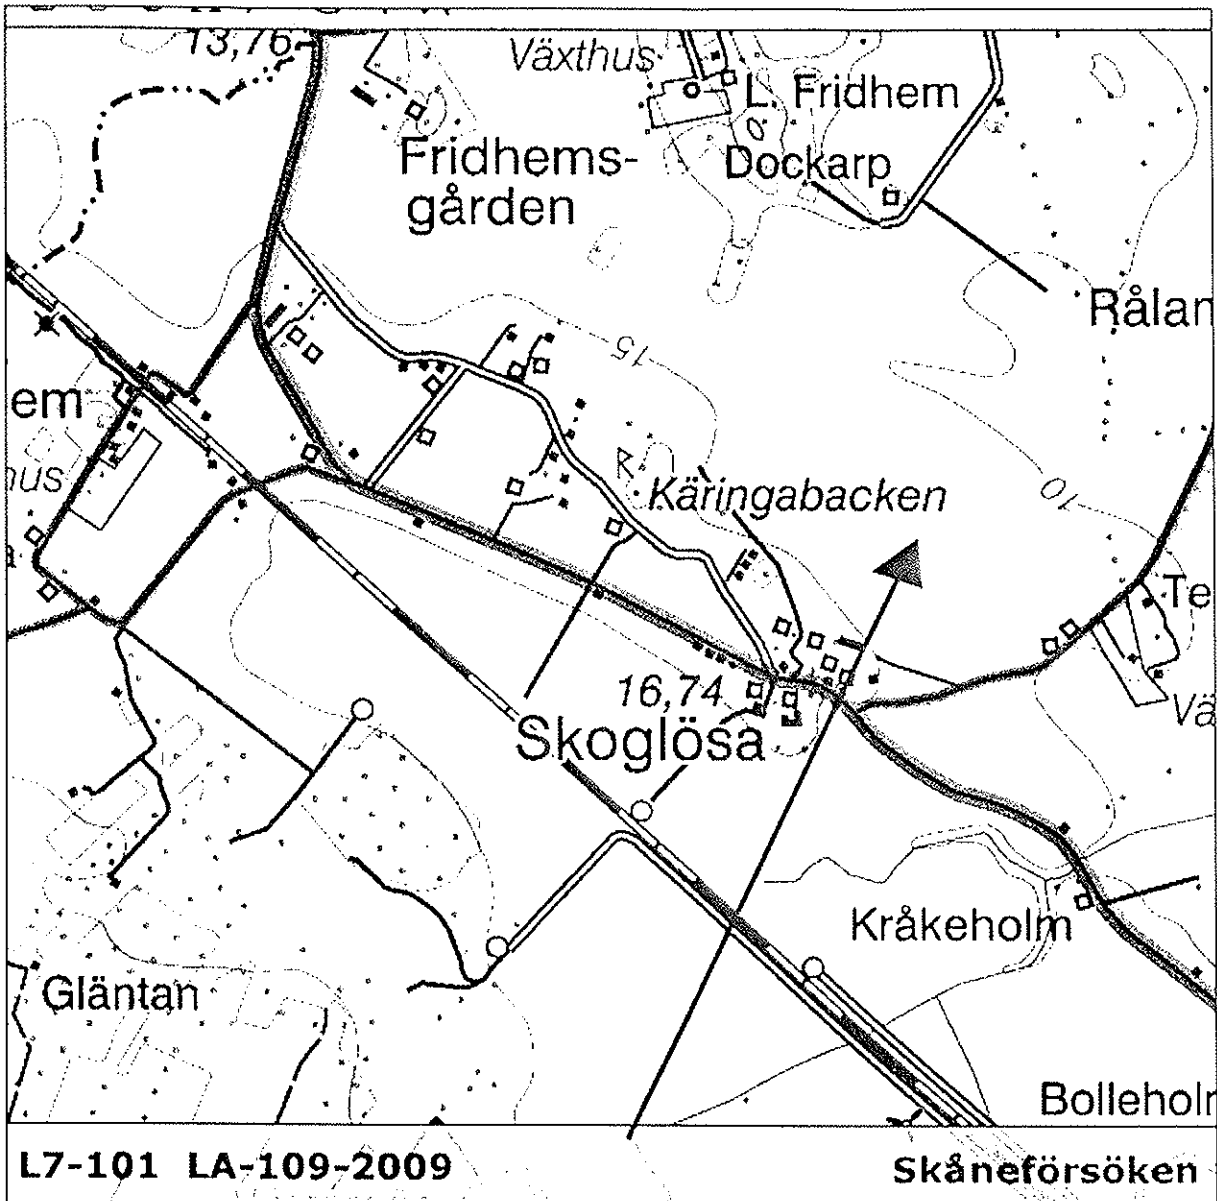 13,76
Växthus
L. Fridhem
Fridhems-
gården
Dockarp
Rålan
15
em
hus
Käringabacken
10
Te
16,74
Vä
Skoglösa
Kråkeholm
Gläntan
Bolleholm
L7-101 LA-109-2009
Skåneförsöken